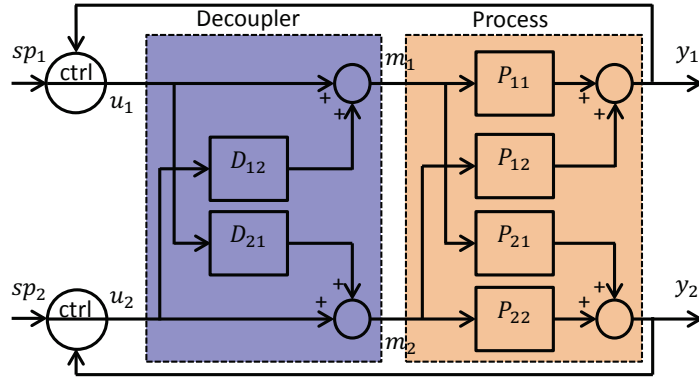 Decoupler
Process
sp₁
ctrl
u₁
+
+
m₁
P₁₁
+
+
y₁
D₁₂
P₁₂
D₂₁
P₂₁
sp₂
ctrl
u₂
+
+
m₂
P₂₂
+
+
y₂